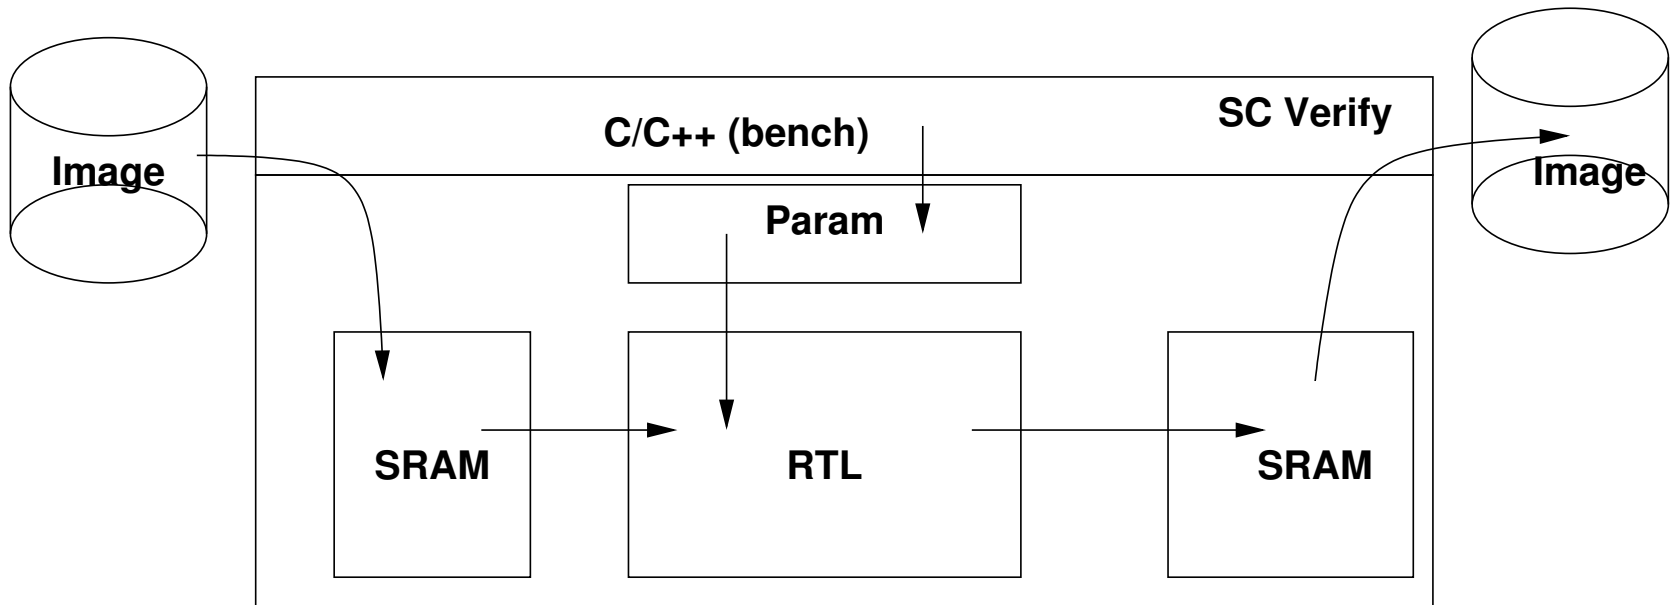 SC Verify
C/C++ (bench)
Image
Image
Param
SRAM
RTL
SRAM